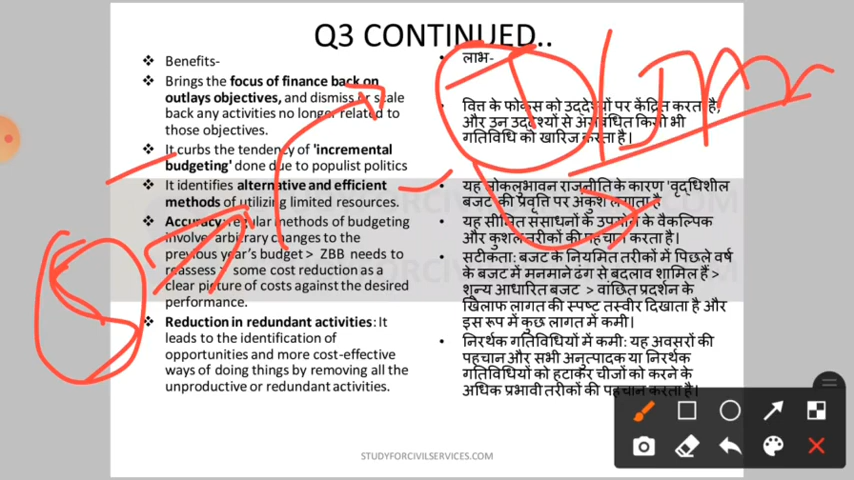 Q3 CONTINUED..
Benefits-
Brings the focus of finance back on
outlays objectives, and dismiss or scale
back any activities no longer related to
those objectives.
It curbs the tendency of 'incremental
budgeting' done due to populist politics
It identifies alternative and efficient
methods of utilizing limited resources.
Accuracy: regular methods of budgeting
involve arbitrary changes to the
previous year's budget > ZBB needs to
reassess > some cost reduction as a
clear picture of costs against the desired
performance.
Reduction in redundant activities: It
leads to the identification of
opportunities and more cost-effective
ways of doing things by removing all the
unproductive or redundant activities.
लाभ-
वित्त के फोकस को उद्देश्यों पर केंद्रित करता है,
और उन उद्देश्यों से असंबंधित किसी भी
गतिविधि को खारिज करता है।
यह लोकलुभावन राजनीति के कारण 'वृद्धिशील
बजट की प्रवृत्ति पर अंकुश लगाता है
यह सीमित संसाधनों के उपयोग के वैकल्पिक
और कुशल तरीकों की पहचान करता है।
सटीकता: बजट के नियमित तरीकों में पिछले वर्ष
के बजट में मनमाने ढंग से बदलाव शामिल हैं >
शून्य आधारित बजट > वांछित प्रदर्शन के
खिलाफ लागत की स्पष्ट तस्वीर दिखाता है और
इस रूप में कुछ लागत में कमी।
निरर्थक गतिविधियों में कमी: यह अवसरों की
पहचान और सभी अनुत्पादक या निरर्थक
गतिविधियों को हटाकर चीजों को करने के
अधिक प्रभावी तरीकों की पहचान करता है।
STUDYFORCIVILSERVICES.COM